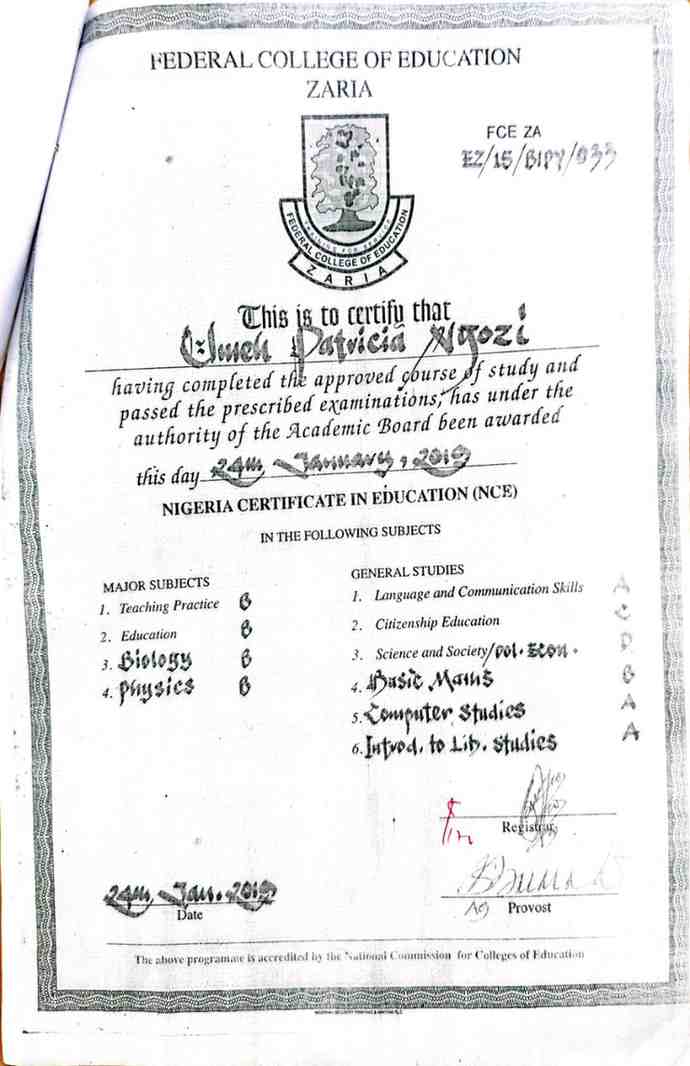 FEDERAL COLLEGE OF EDUCATION
ZARIA
FCE ZA
EZ/15/BIPY/033
TRAINING FOR SERVICE
FEDERAL COLLEGE OF EDUCATION
ZARIA
This is to certify that
Umeh Patricia Ngozi
having completed the approved course of study and
passed the prescribed examinations, has under the
authority of the Academic Board been awarded
this day 24th January, 2019
NIGERIA CERTIFICATE IN EDUCATION (NCE)
IN THE FOLLOWING SUBJECTS
MAJOR SUBJECTS
1. Teaching Practice B
2. Education B
3. Biology B
4. Physics B
GENERAL STUDIES
1. Language and Communication Skills A
2. Citizenship Education C
3. Science and Society/Pol. Econ. D
4. Basic Maths B
5. Computer Studies A
6. Introd. to Lib. Studies A
Registrar
24th Jan. 2019
Date
Ag Provost
The above programme is accredited by the National Commission for Colleges of Education